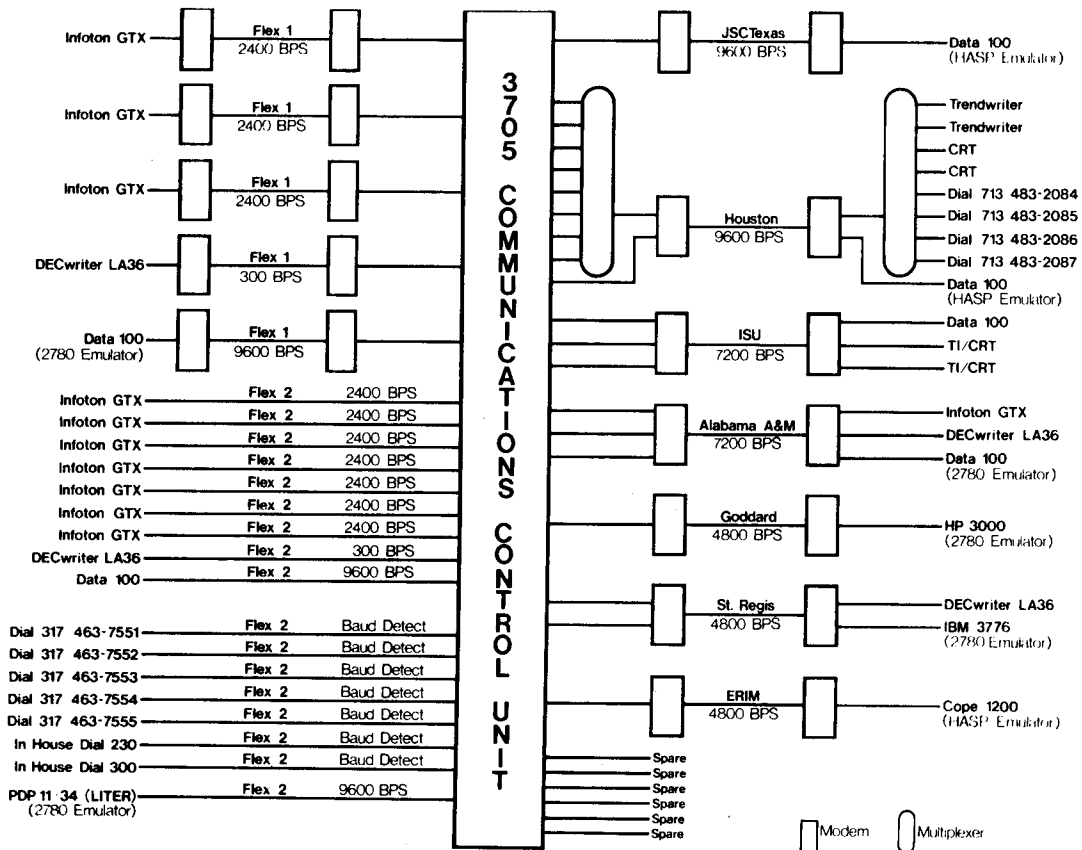 Infoton GTX
Flex 1
2400 BPS
Infoton GTX
Flex 1
2400 BPS
Infoton GTX
Flex 1
2400 BPS
DECwriter LA36
Flex 1
300 BPS
Data 100
(2780 Emulator)
Flex 1
9600 BPS
Infoton GTX Flex 2 2400 BPS
Infoton GTX Flex 2 2400 BPS
Infoton GTX Flex 2 2400 BPS
Infoton GTX Flex 2 2400 BPS
Infoton GTX Flex 2 2400 BPS
Infoton GTX Flex 2 2400 BPS
Infoton GTX Flex 2 2400 BPS
DECwriter LA36 Flex 2 300 BPS
Data 100 Flex 2 9600 BPS
Dial 317 463-7551 Flex 2 Baud Detect
Dial 317 463-7552 Flex 2 Baud Detect
Dial 317 463-7553 Flex 2 Baud Detect
Dial 317 463-7554 Flex 2 Baud Detect
Dial 317 463-7555 Flex 2 Baud Detect
In House Dial 230 Flex 2 Baud Detect
In House Dial 300 Flex 2 Baud Detect
PDP 11·34 (LITER) Flex 2 9600 BPS
(2780 Emulator)
3705 COMMUNICATIONS CONTROL UNIT
JSC Texas
9600 BPS
Data 100
(HASP Emulator)
Trendwriter
Trendwriter
CRT
CRT
Dial 713 483-2084
Dial 713 483-2085
Dial 713 483-2086
Dial 713 483-2087
Houston
9600 BPS
Data 100
(HASP Emulator)
ISU
7200 BPS
Data 100
TI/CRT
TI/CRT
Alabama A&M
7200 BPS
Infoton GTX
DECwriter LA36
Data 100
(2780 Emulator)
Goddard
4800 BPS
HP 3000
(2780 Emulator)
St. Regis
4800 BPS
DECwriter LA36
IBM 3776
(2780 Emulator)
ERIM
4800 BPS
Cope 1200
(HASP Emulator)
Spare
Spare
Spare
Spare
Spare
Spare
Modem
Multiplexer